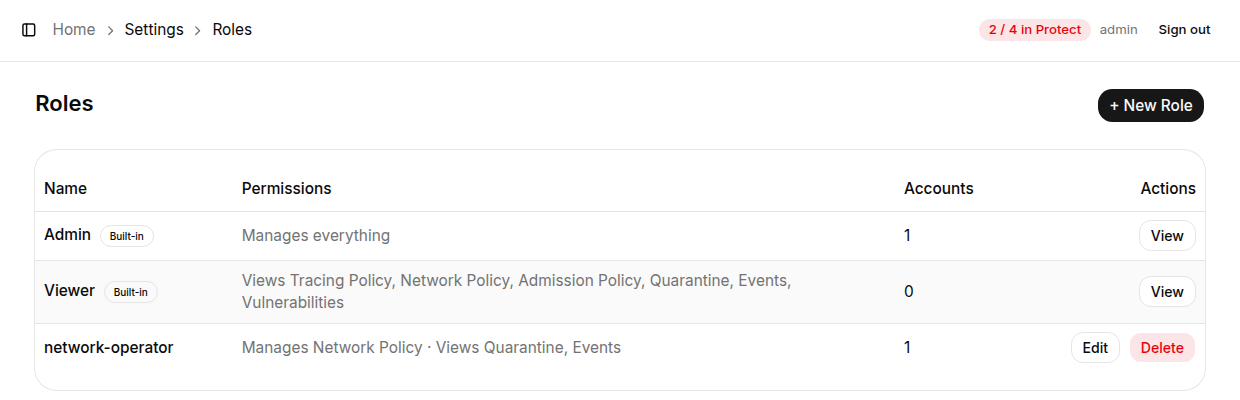 Home > Settings > Roles
2 / 4 in Protect admin Sign out
Roles
+ New Role
Name Permissions Accounts Actions
Admin Built-in Manages everything 1 View
Viewer Built-in Views Tracing Policy, Network Policy, Admission Policy, Quarantine, Events,
Vulnerabilities 0 View
network-operator Manages Network Policy · Views Quarantine, Events 1 Edit Delete